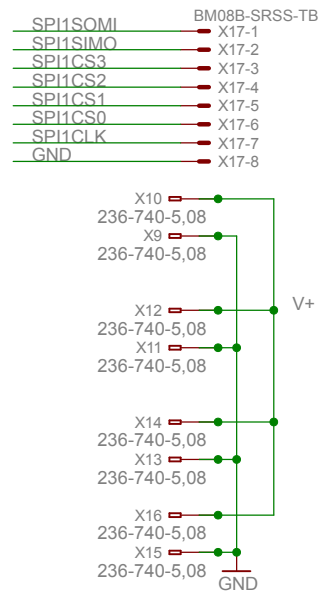 BM08B-SRSS-TB
SPI1SOMI X17-1
SPI1SIMO X17-2
SPI1CS3 X17-3
SPI1CS2 X17-4
SPI1CS1 X17-5
SPI1CS0 X17-6
SPI1CLK X17-7
GND X17-8
X10
236-740-5,08
X9
236-740-5,08
X12 V+
236-740-5,08
X11
236-740-5,08
X14
236-740-5,08
X13
236-740-5,08
X16
236-740-5,08
X15
236-740-5,08
GND